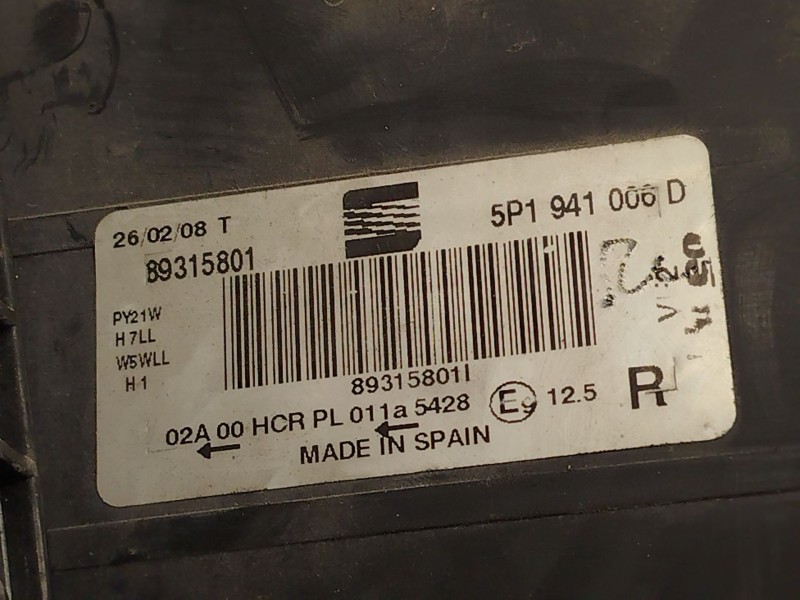 26/02/08 T
5P1 941 006 D
89315801
PY21W
H7LL
W5WLL
H1
89315801I
02A 00 HCR PL 011a 5428 E9 12.5
R
MADE IN SPAIN